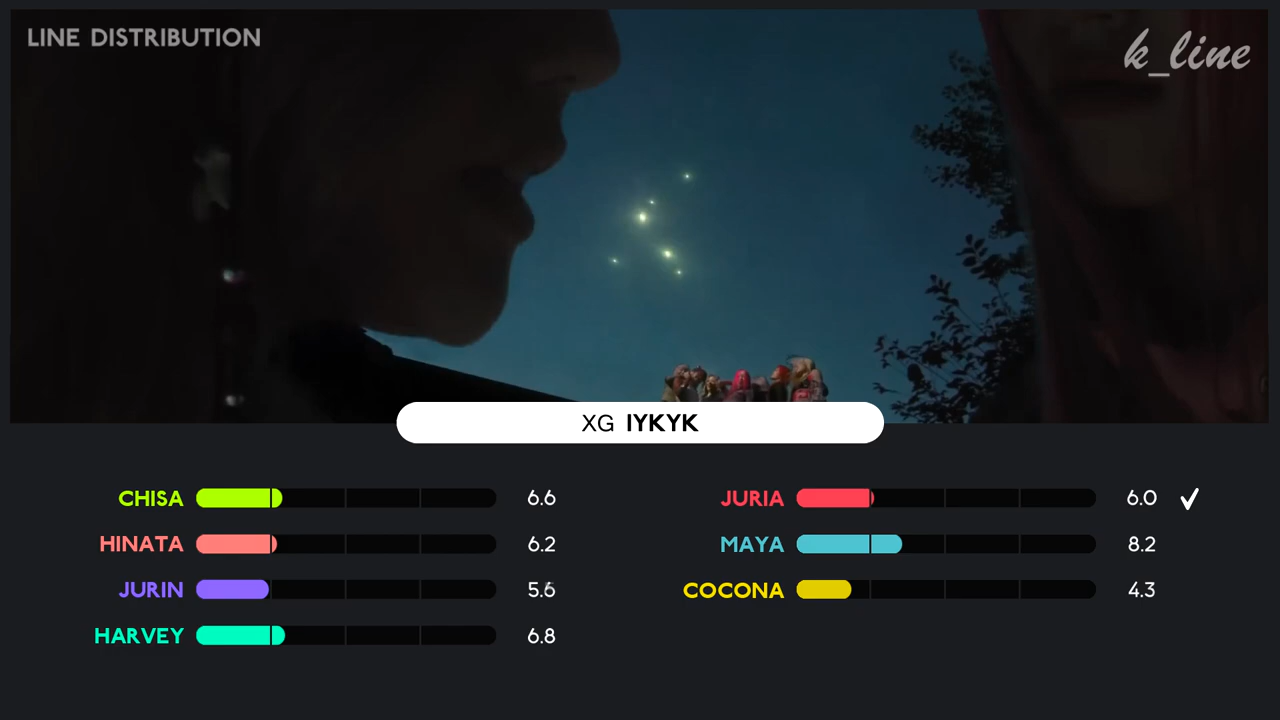 LINE DISTRIBUTION
k_line
XG IYKYK
CHISA 6.6
HINATA 6.2
JURIN 5.6
HARVEY 6.8
JURIA 6.0 ✓
MAYA 8.2
COCONA 4.3